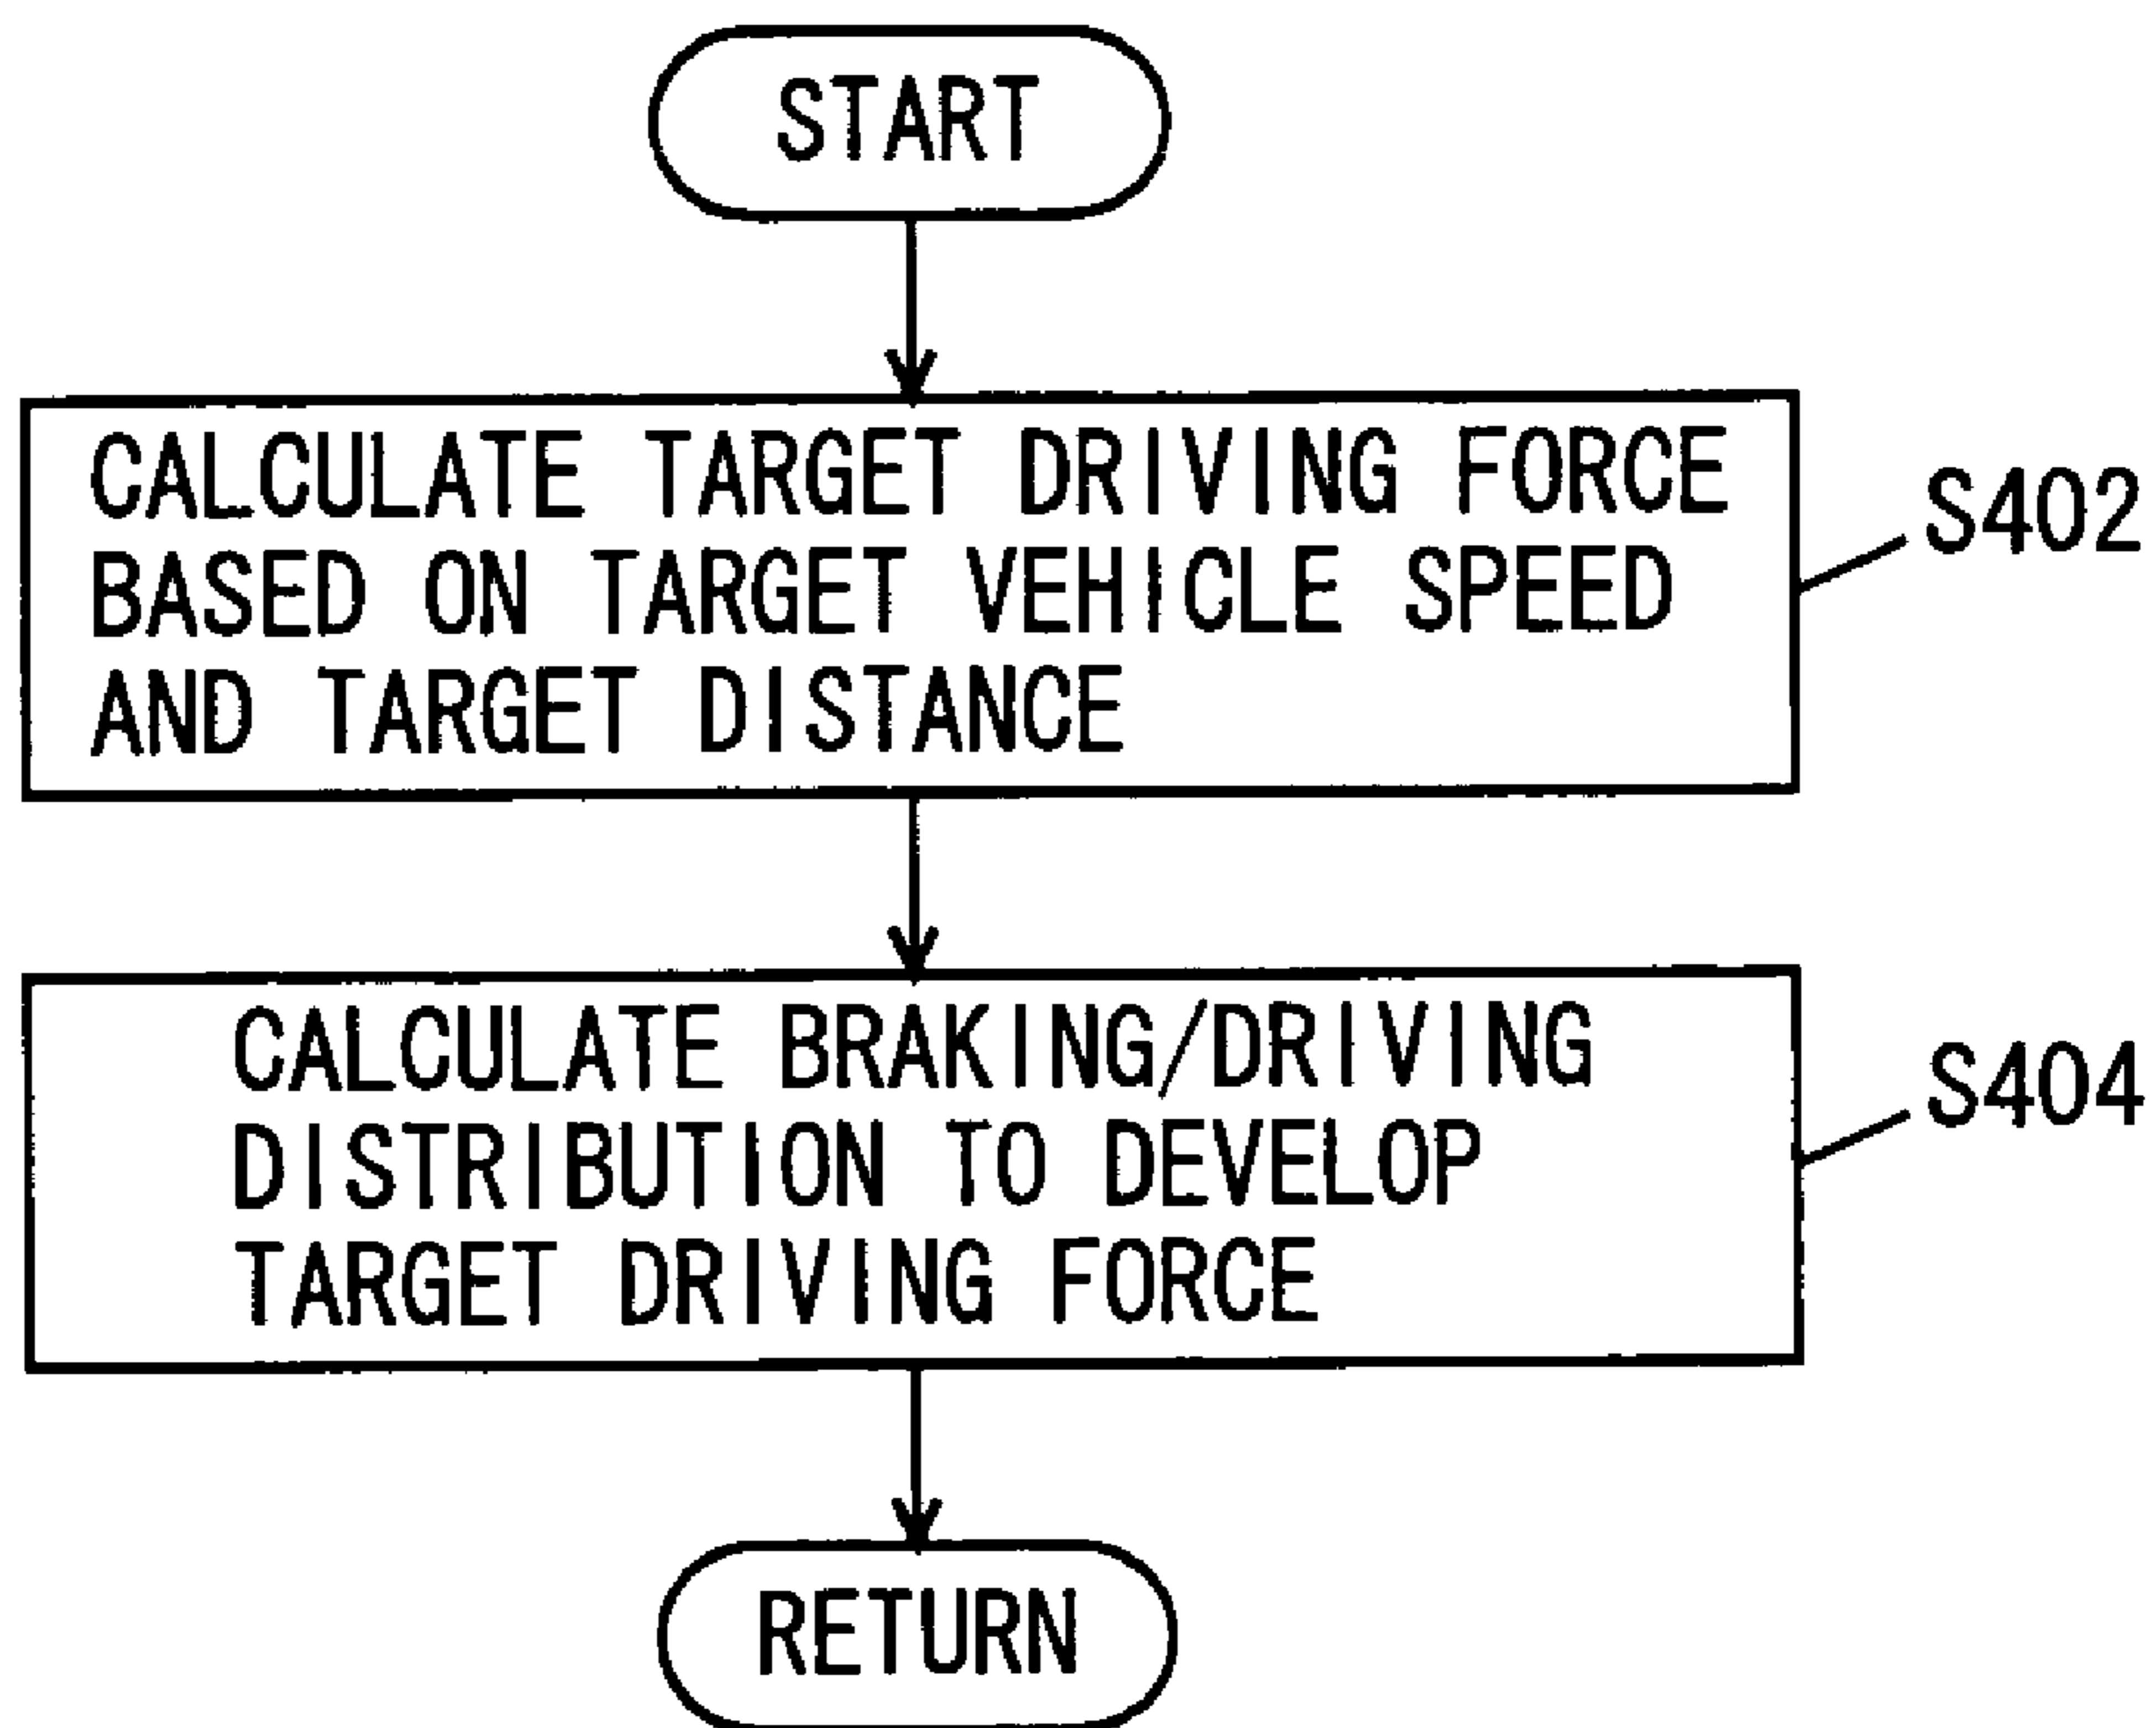 START
CALCULATE TARGET DRIVING FORCE
BASED ON TARGET VEHICLE SPEED
AND TARGET DISTANCE
S402
CALCULATE BRAKING/DRIVING
DISTRIBUTION TO DEVELOP
TARGET DRIVING FORCE
S404
RETURN